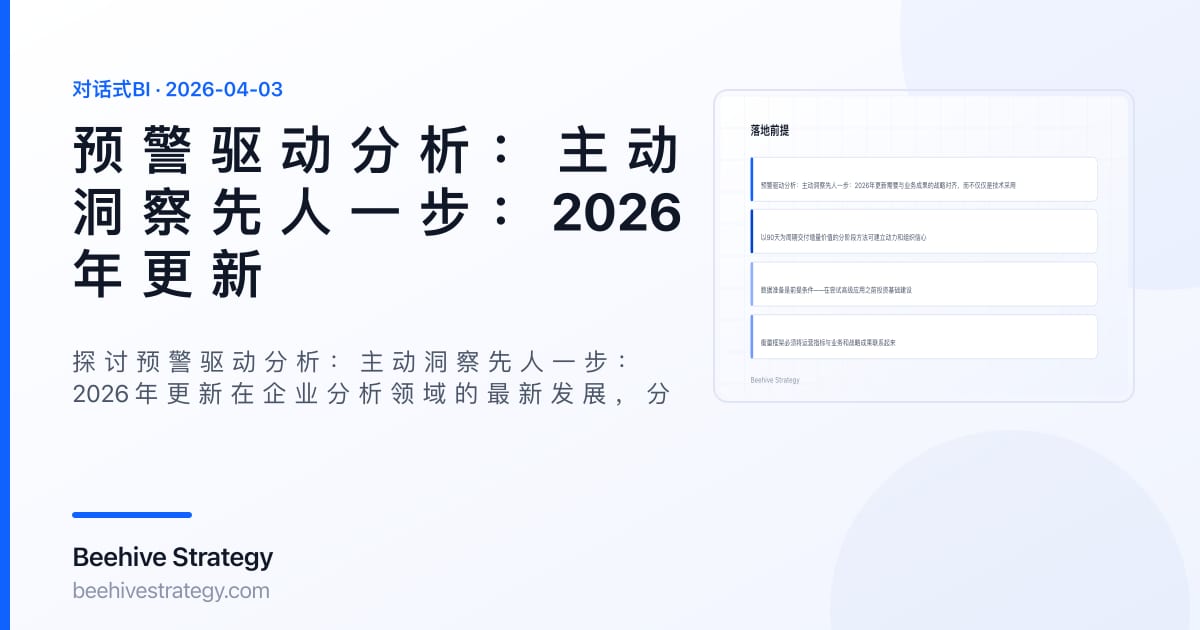 对话式BI · 2026-04-03
预警驱动分析：主动
洞察先人一步：2026
年更新
探讨预警驱动分析：主动洞察先人一步：
2026年更新在企业分析领域的最新发展，分
Beehive Strategy
beehivestrategy.com
落地前提
预警驱动分析：主动洞察先人一步：2026年更新需要与业务成果的战略对齐，而不仅仅是技术采用
以90天为周期交付增量价值的分阶段方法可建立动力和组织信心
数据准备是前提条件——在尝试高级应用之前投资基础建设
衡量框架必须将运营指标与业务和战略成果联系起来
Beehive Strategy